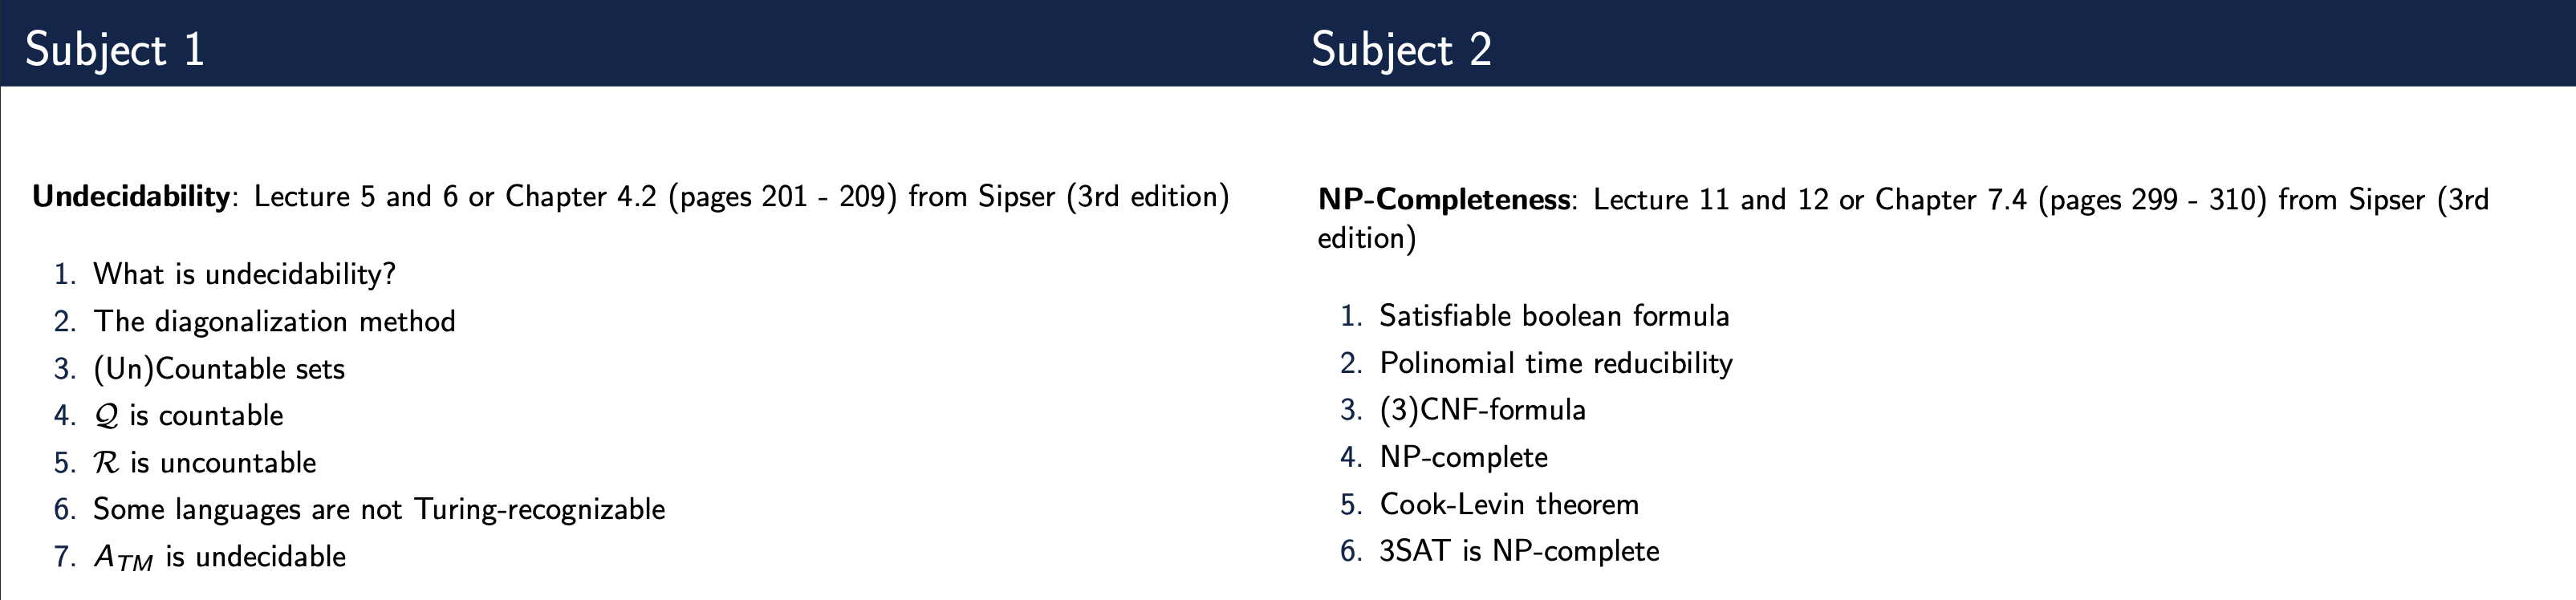 Subject 1
Undecidability: Lecture 5 and 6 or Chapter 4.2 (pages 201 - 209) from Sipser (3rd edition)
1. What is undecidability?
2. The diagonalization method
3. (Un)Countable sets
4. 𝒬 is countable
5. ℛ is uncountable
6. Some languages are not Turing-recognizable
7. A_TM is undecidable
Subject 2
NP-Completeness: Lecture 11 and 12 or Chapter 7.4 (pages 299 - 310) from Sipser (3rd
edition)
1. Satisfiable boolean formula
2. Polinomial time reducibility
3. (3)CNF-formula
4. NP-complete
5. Cook-Levin theorem
6. 3SAT is NP-complete